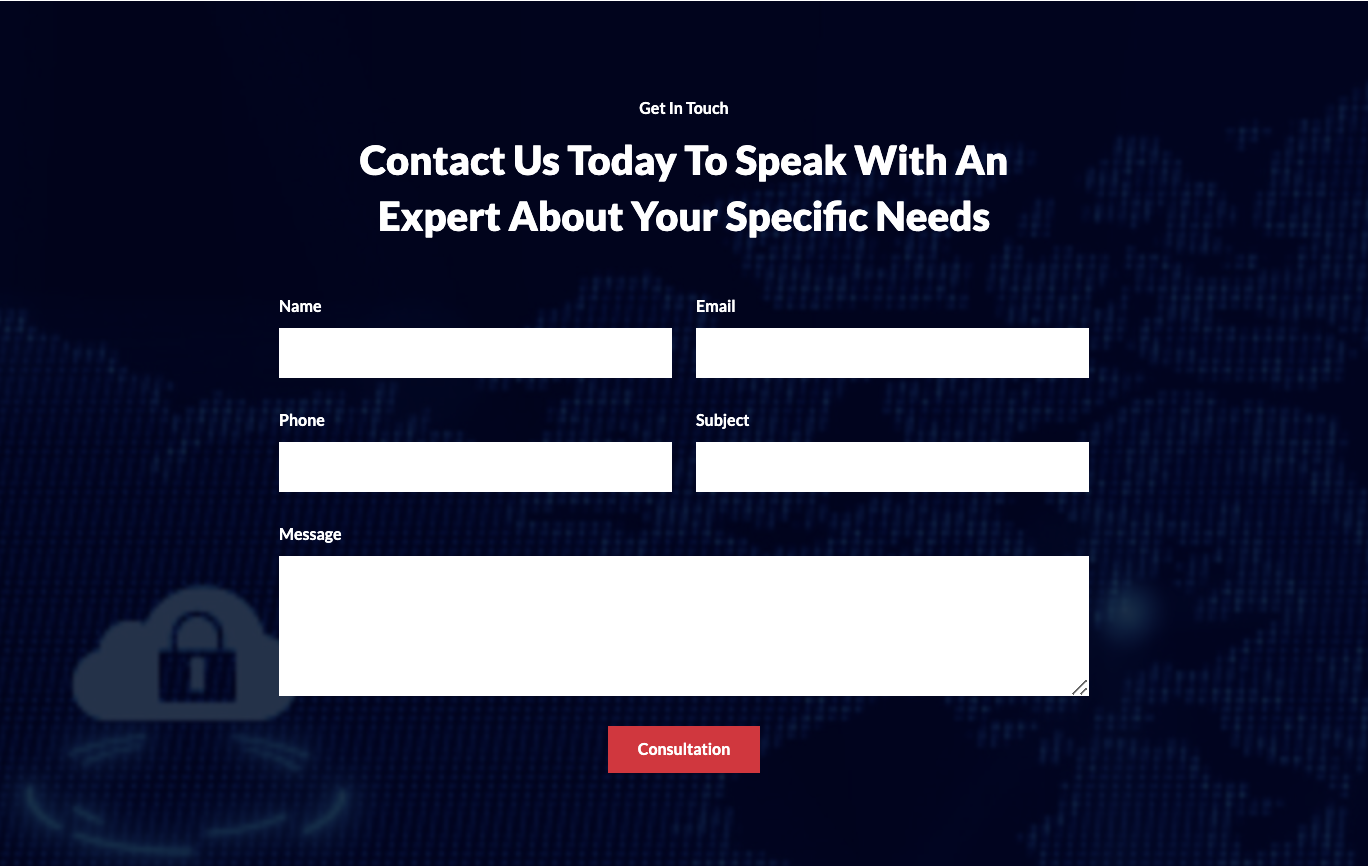 Get In Touch
Contact Us Today To Speak With An
Expert About Your Specific Needs
Name
Email
Phone
Subject
Message
Consultation